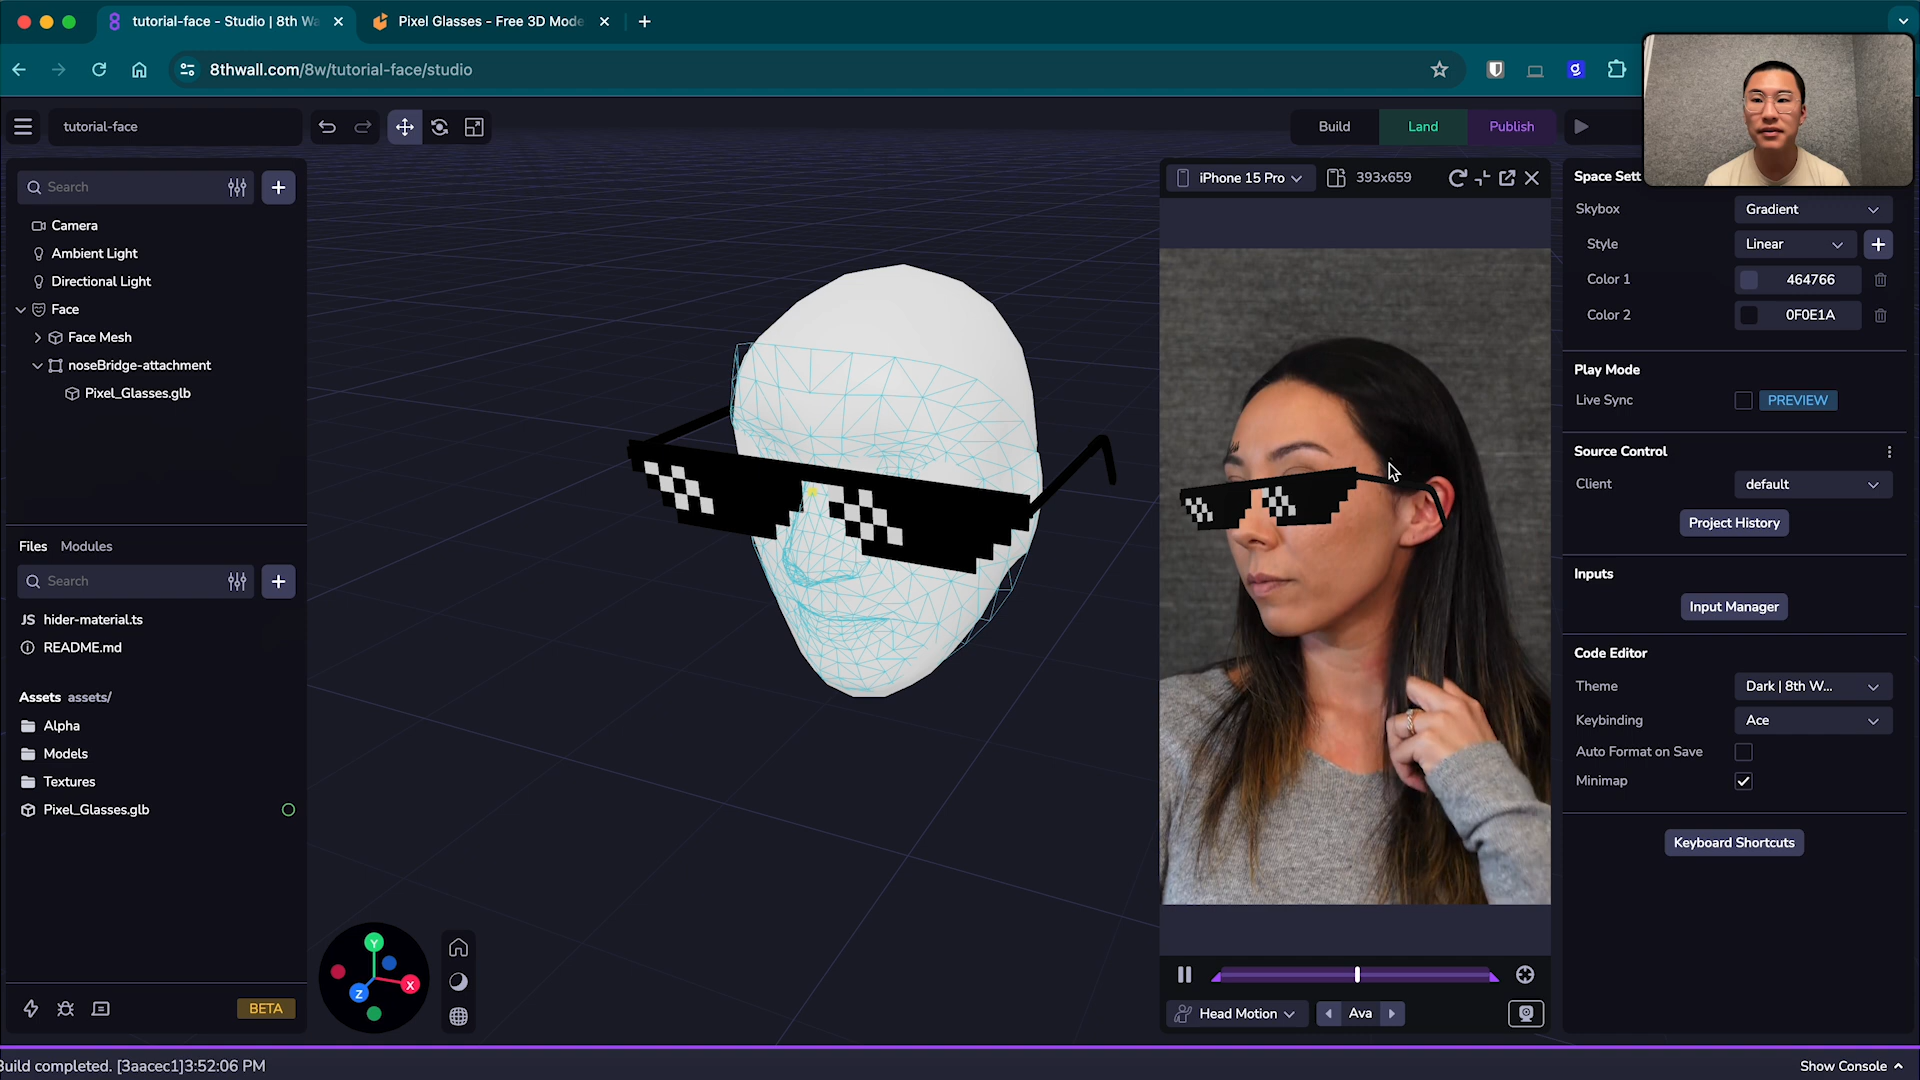 tutorial-face - Studio | 8th Wa
Pixel Glasses - Free 3D Mode
8thwall.com/8w/tutorial-face/studio
tutorial-face
Build
Land
Publish
Search
Camera
Ambient Light
Directional Light
Face
Face Mesh
noseBridge-attachment
Pixel_Glasses.glb
Files
Modules
Search
JS hider-material.ts
README.md
Assets assets/
Alpha
Models
Textures
Pixel_Glasses.glb
BETA
Y
X
Z
iPhone 15 Pro
393x659
Head Motion
Ava
Space Sett
Skybox
Gradient
Style
Linear
Color 1
464766
Color 2
0F0E1A
Play Mode
Live Sync
PREVIEW
Source Control
Client
default
Project History
Inputs
Input Manager
Code Editor
Theme
Dark | 8th W...
Keybinding
Ace
Auto Format on Save
Minimap
Keyboard Shortcuts
Build completed. [3aacec1]3:52:06 PM
Show Console